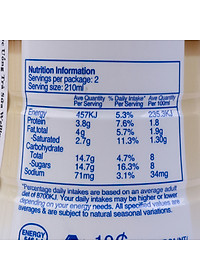 Nutrition Information
Servings per package: 2
Serving size: 210ml
Ave Quantity Per Serving % Daily Intake* Per Serving Ave Quantity Per 100ml
Energy 457KJ 5.3% 235.3KJ
Protein 3.8g 7.6% 1.8
Fat,total 4g 5.7% 1.9g
-Saturated 2.7g 11.3% 1.30g
Carbohydrate
Total 14.7g 4.7% 8
-Sugars 14.7g 16.3% 8
Sodium 71mg 3.1% 34mg
*Percentage daily intakes are based on an average adult
diet of 8700KJ. Your daily intakes may be higher or lower
depending on your energy needs. All specified values are
averages & are subject to natural seasonal variations.
ENERGY
10¢